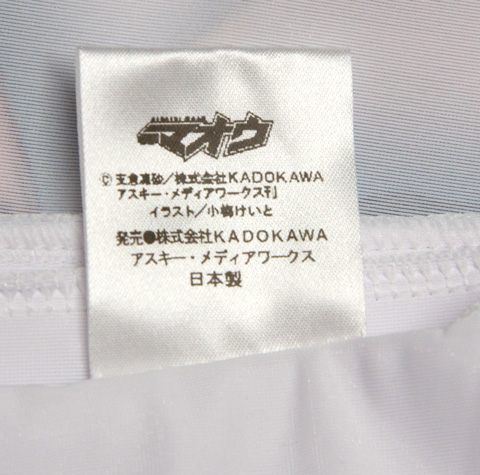 電撃マオウ
©支倉凍砂／株式会社KADOKAWA
アスキー・メディアワークス刊
イラスト／小梅けいと
発売●株式会社KADOKAWA
アスキー・メディアワークス
日本製